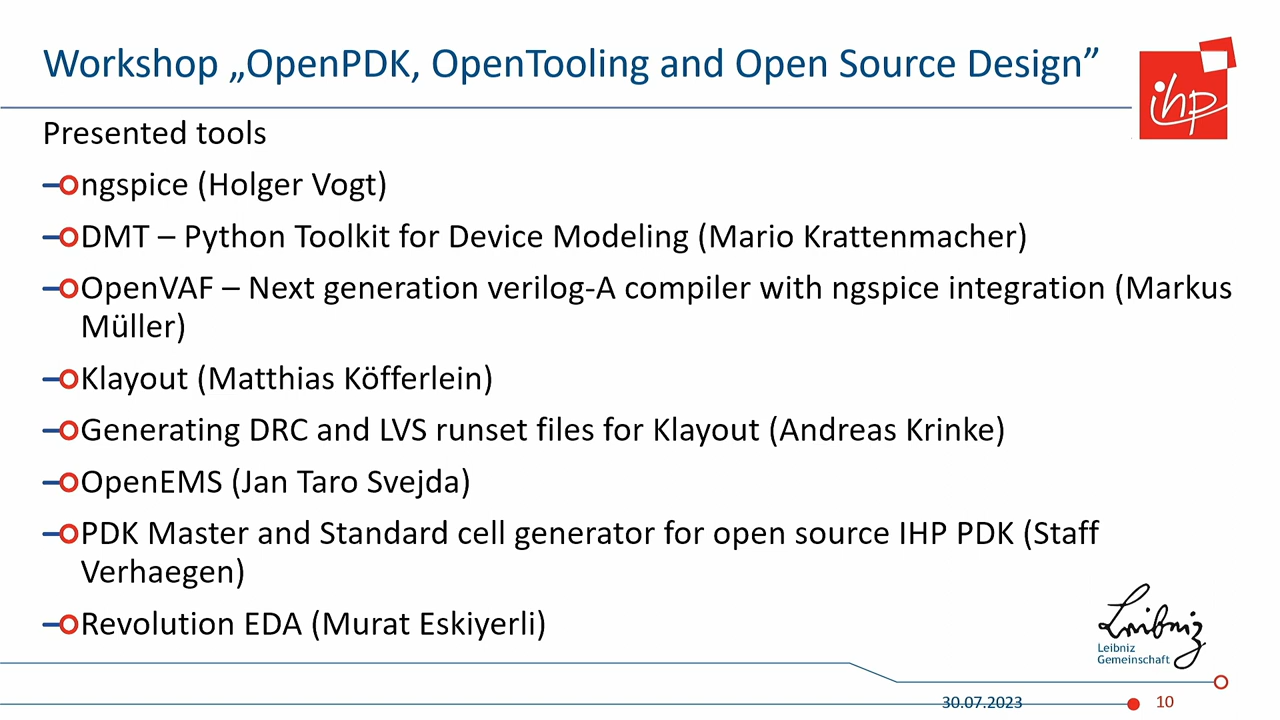 Workshop „OpenPDK, OpenTooling and Open Source Design”
ihp
Presented tools
ngspice (Holger Vogt)
DMT – Python Toolkit for Device Modeling (Mario Krattenmacher)
OpenVAF – Next generation verilog-A compiler with ngspice integration (Markus
Müller)
Klayout (Matthias Köfferlein)
Generating DRC and LVS runset files for Klayout (Andreas Krinke)
OpenEMS (Jan Taro Svejda)
PDK Master and Standard cell generator for open source IHP PDK (Staff
Verhaegen)
Revolution EDA (Murat Eskiyerli)
Leibniz
Leibniz
Gemeinschaft
30.07.2023
10